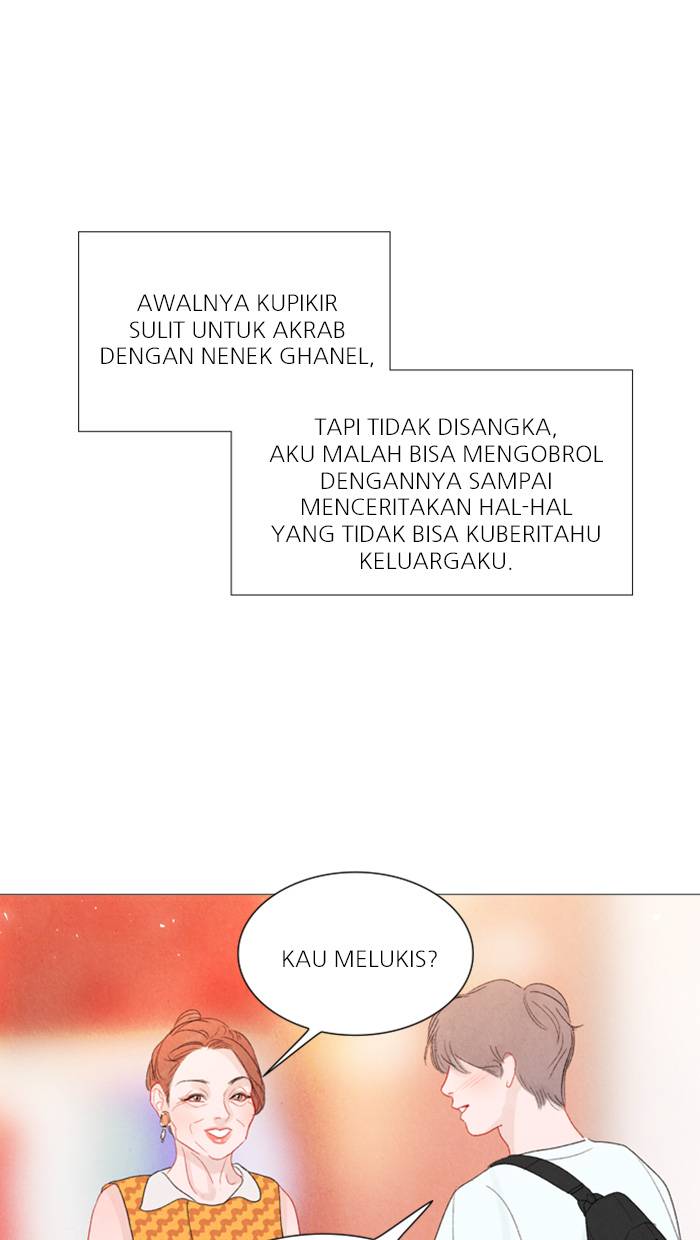 AWALNYA KUPIKIR
SULIT UNTUK AKRAB
DENGAN NENEK GHANEL,
TAPI TIDAK DISANGKA,
AKU MALAH BISA MENGOBROL
DENGANNYA SAMPAI
MENCERITAKAN HAL-HAL
YANG TIDAK BISA KUBERITAHU
KELUARGAKU.
KAU MELUKIS?